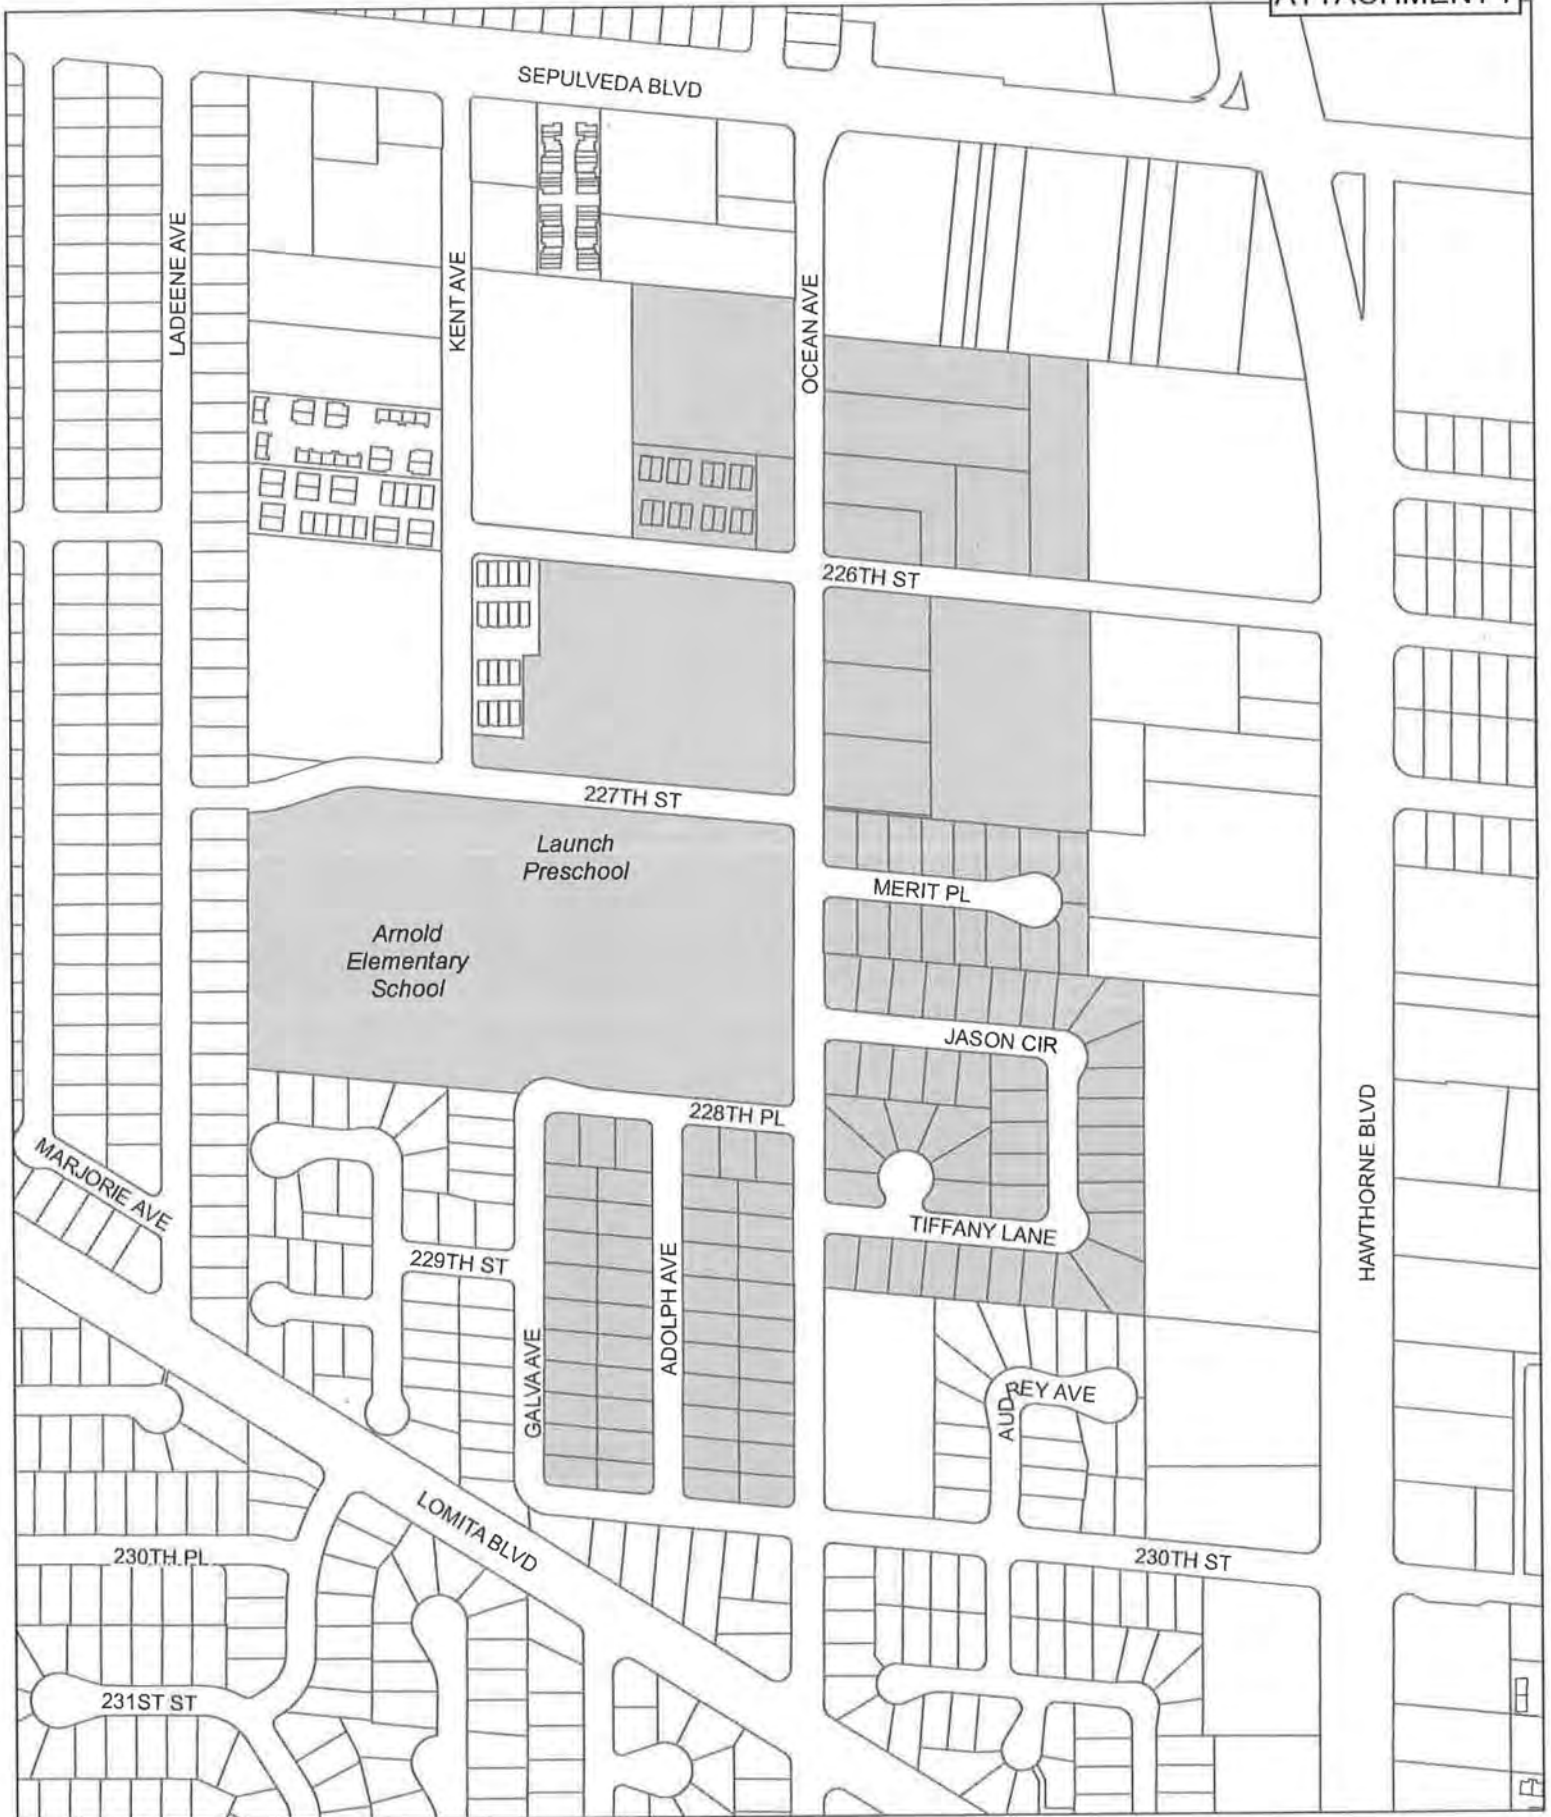 SEPULVEDA BLVD
LADEENE AVE
KENT AVE
OCEAN AVE
226TH ST
227TH ST
Launch
Preschool
MERIT PL
Arnold
Elementary
School
JASON CIR
228TH PL
HAWTHORNE BLVD
MARJORIE AVE
TIFFANY LANE
229TH ST
ADOLPH AVE
GALVA AVE
AUDREY AVE
LOMITA BLVD
230TH PL
230TH ST
231ST ST